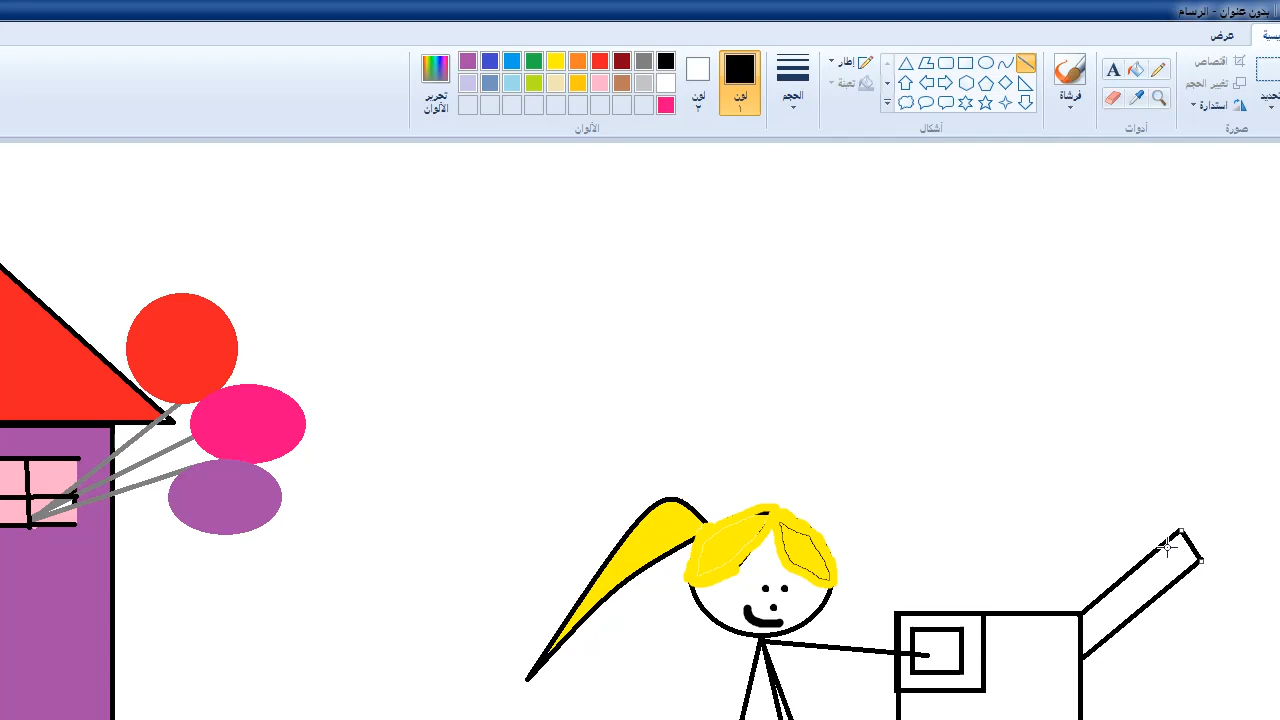 بدون عنوان - الرسام
عرض
اقتصاص
تغيير الحجم
استدارة
صورة
أدوات
فرشاة
إطار
تعبئة
أشكال
الحجم
لون
١
لون
٢
تحرير
الألوان
الألوان